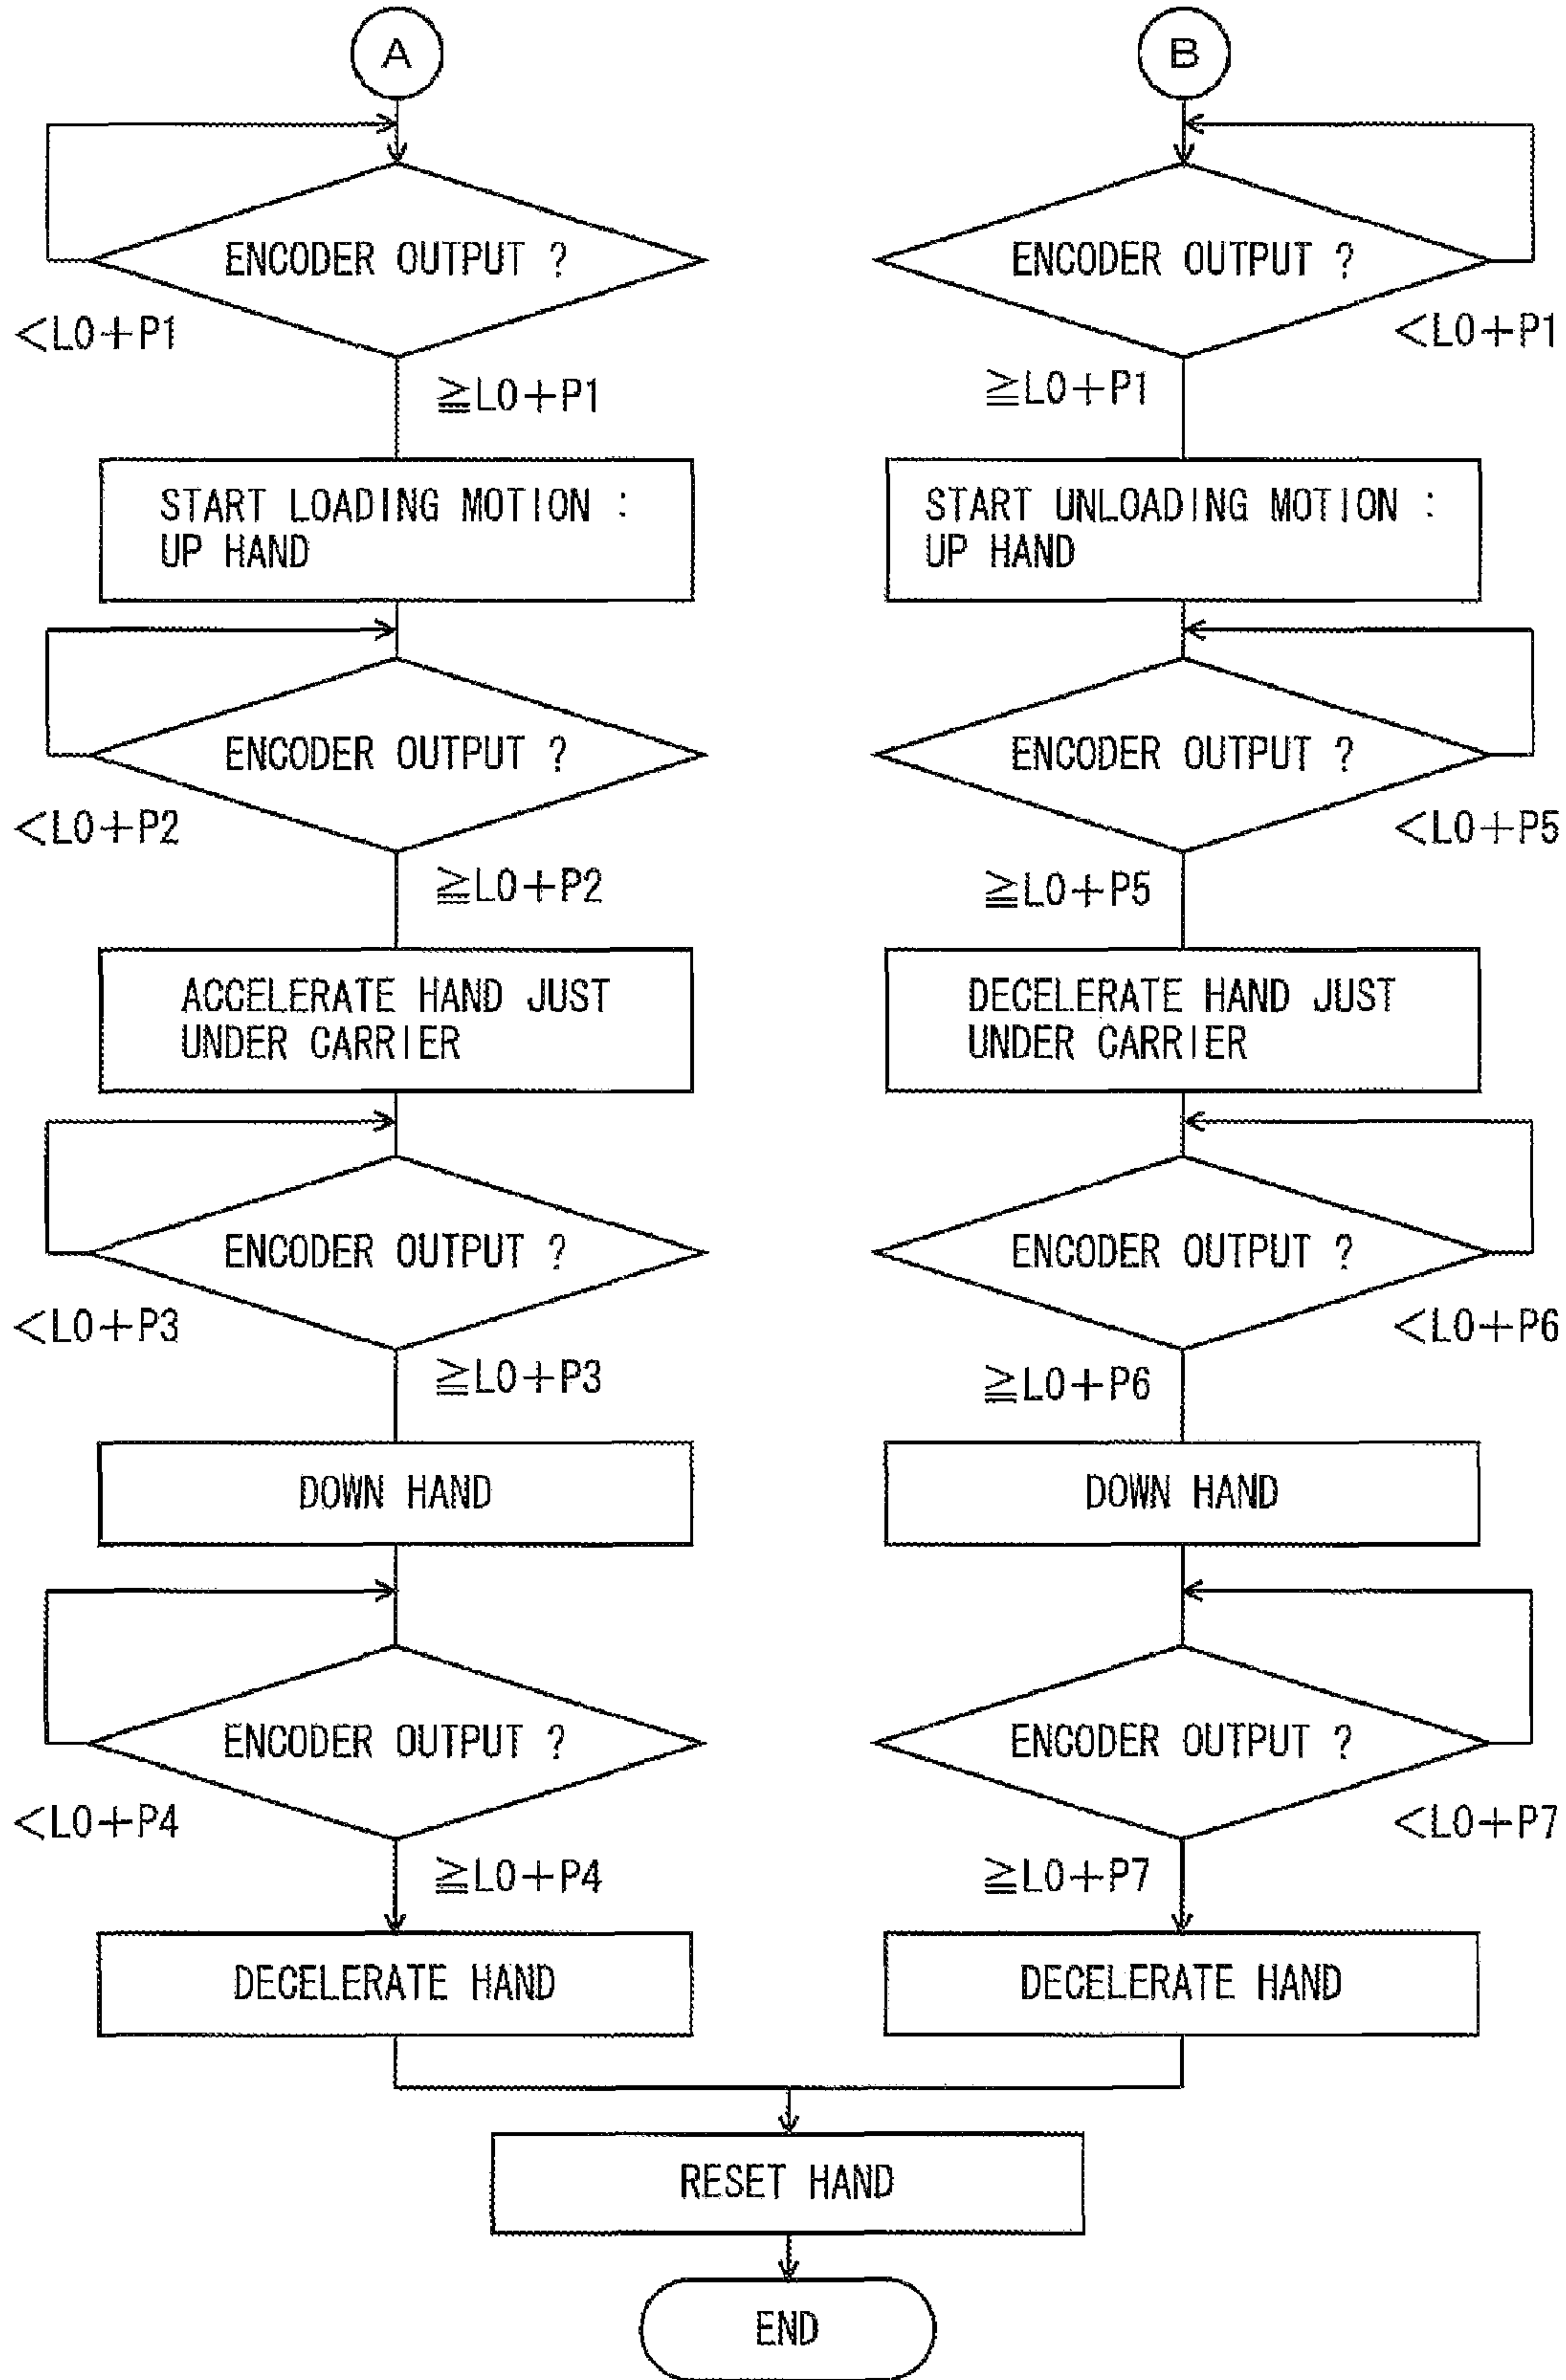 A
ENCODER OUTPUT ?
<L0+P1
≧L0+P1
START LOADING MOTION :
UP HAND
ENCODER OUTPUT ?
<L0+P2
≧L0+P2
ACCELERATE HAND JUST
UNDER CARRIER
ENCODER OUTPUT ?
<L0+P3
≧L0+P3
DOWN HAND
ENCODER OUTPUT ?
<L0+P4
≧L0+P4
DECELERATE HAND
B
ENCODER OUTPUT ?
<L0+P1
≧L0+P1
START UNLOADING MOTION :
UP HAND
ENCODER OUTPUT ?
<L0+P5
≧L0+P5
DECELERATE HAND JUST
UNDER CARRIER
ENCODER OUTPUT ?
<L0+P6
≧L0+P6
DOWN HAND
ENCODER OUTPUT ?
<L0+P7
≧L0+P7
DECELERATE HAND
RESET HAND
END